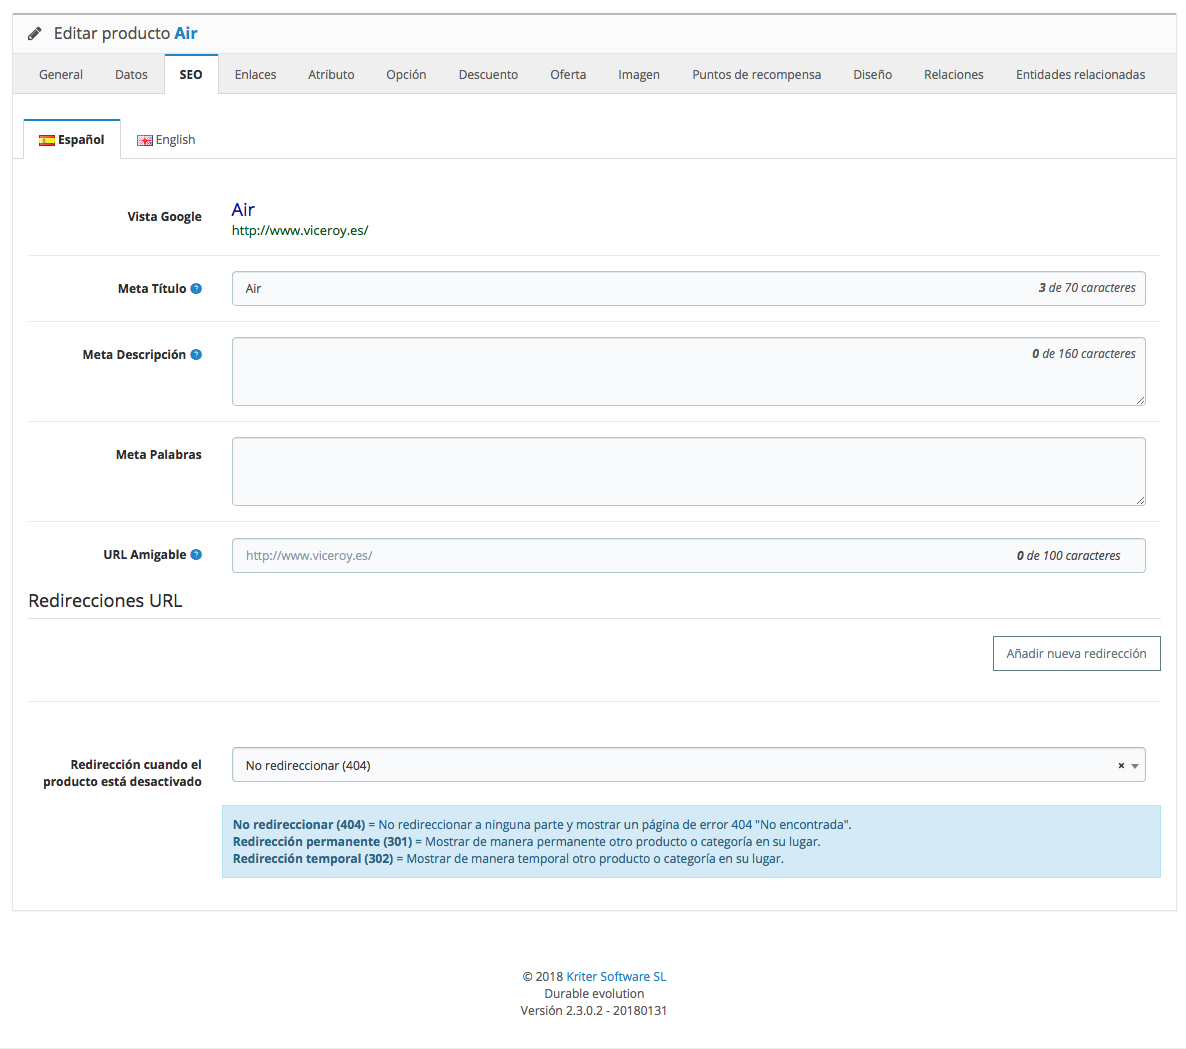 Editar producto Air
General Datos SEO Enlaces Atributo Opción Descuento Oferta Imagen Puntos de recompensa Diseño Relaciones Entidades relacionadas
Español English
Vista Google
Air
http://www.viceroy.es/
Meta Título ? Air 3 de 70 caracteres
Meta Descripción ? 0 de 160 caracteres
Meta Palabras
URL Amigable ? http://www.viceroy.es/ 0 de 100 caracteres
Redirecciones URL
Añadir nueva redirección
Redirección cuando el
producto está desactivado
No redireccionar (404) ×
No redireccionar (404) = No redireccionar a ninguna parte y mostrar un página de error 404 "No encontrada".
Redirección permanente (301) = Mostrar de manera permanente otro producto o categoría en su lugar.
Redirección temporal (302) = Mostrar de manera temporal otro producto o categoría en su lugar.
© 2018 Kriter Software SL
Durable evolution
Versión 2.3.0.2 - 20180131